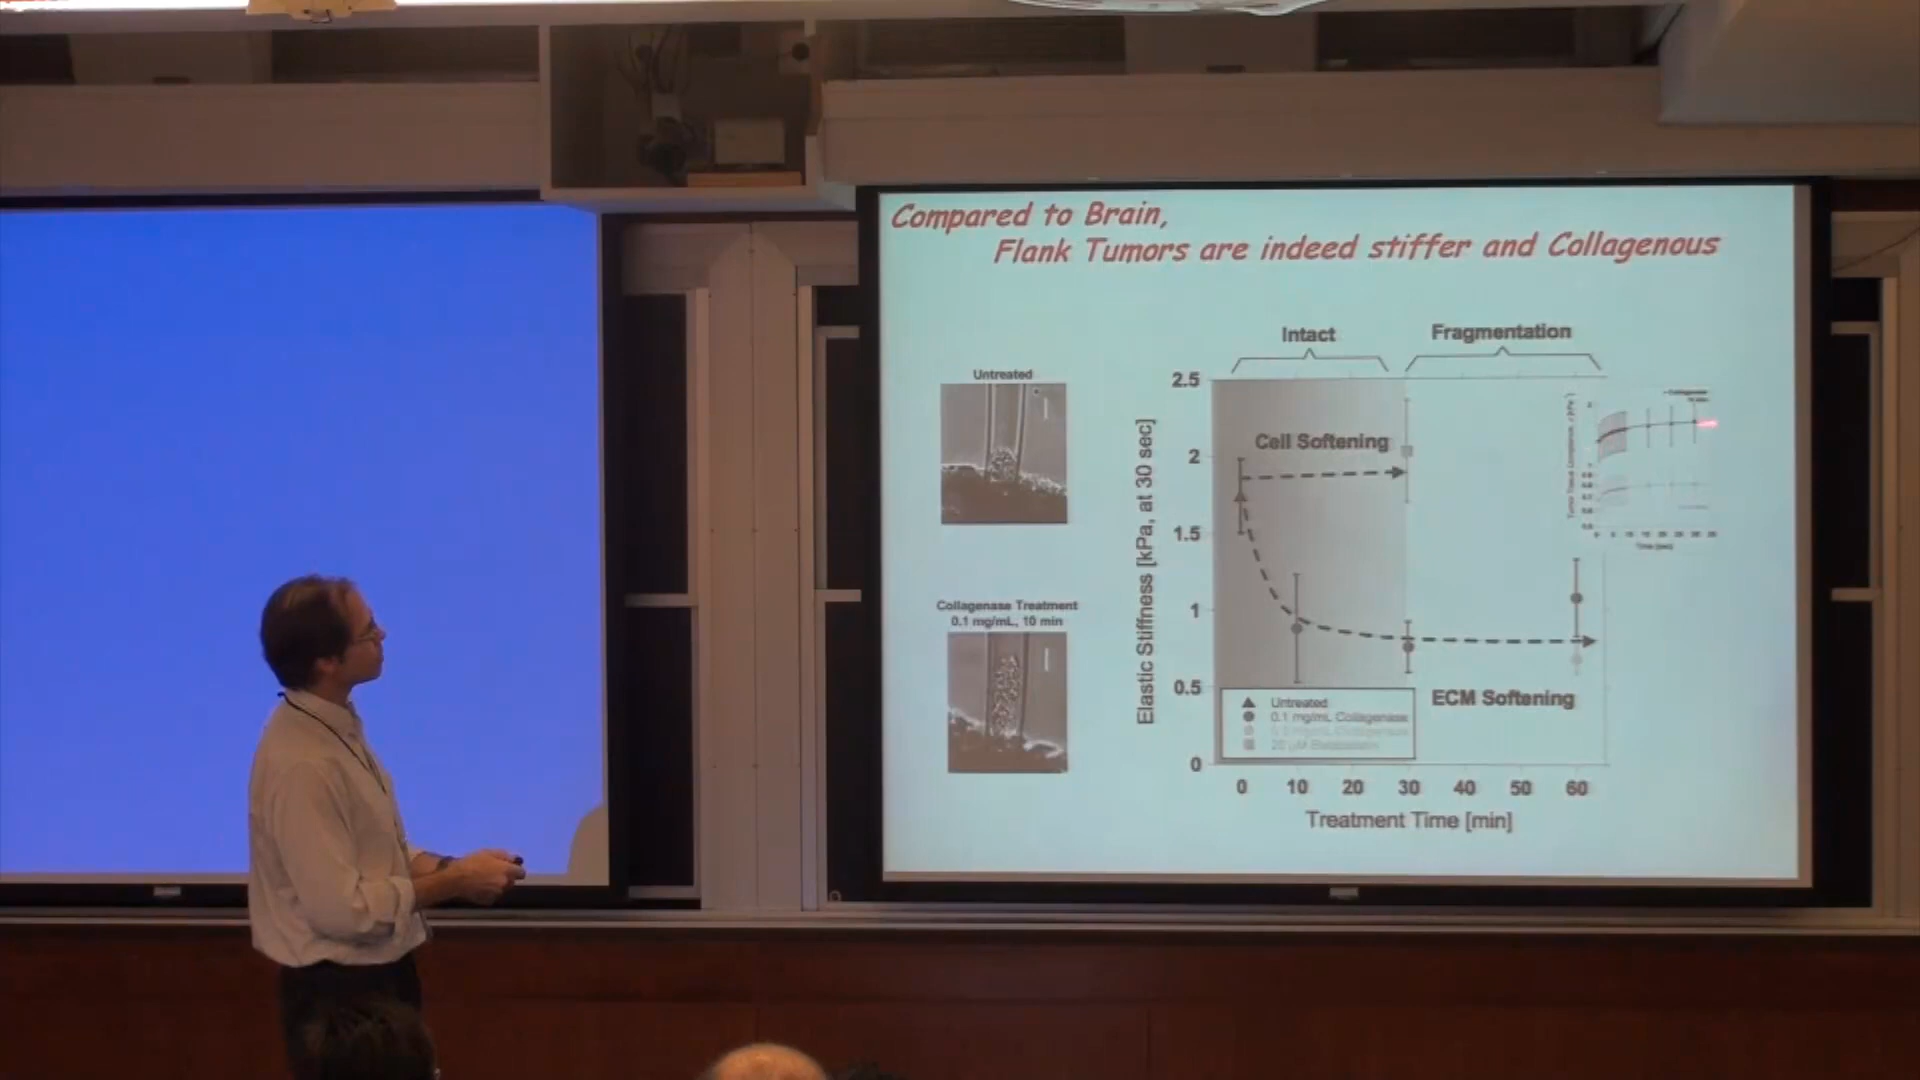 Compared to Brain,
Flank Tumors are indeed stiffer and Collagenous
Untreated
Collagenase Treatment
0.1 mg/mL, 10 min
Intact
Fragmentation
Elastic Stiffness [kPa, at 30 sec]
2.5
2
1.5
1
0.5
0
Cell Softening
ECM Softening
Untreated
0.1 mg/mL Collagenase
0 10 20 30 40 50 60
Treatment Time [min]
Time [sec]